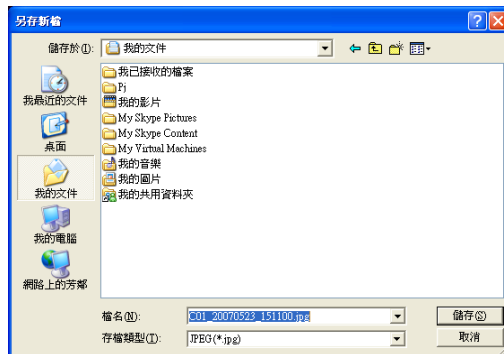 另存新檔
儲存於(I): 我的文件
我最近的文件
桌面
我的文件
我的電腦
網路上的芳鄰
我已接收的檔案
Pj
我的影片
My Skype Pictures
My Skype Content
My Virtual Machines
我的音樂
我的圖片
我的共用資料夾
檔名(N): C01_20070523_151100.jpg 儲存(S)
存檔類型(T): JPEG(*.jpg) 取消